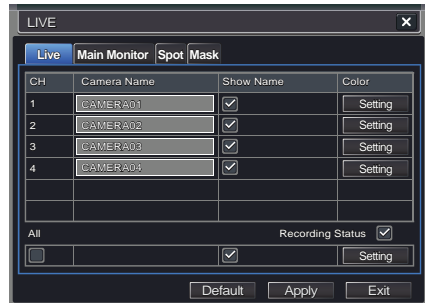 LIVE
Live Main Monitor Spot Mask
CH Camera Name Show Name Color
1 CAMERA01 Setting
2 CAMERA02 Setting
3 CAMERA03 Setting
4 CAMERA04 Setting
All Recording Status
Setting
Default Apply Exit